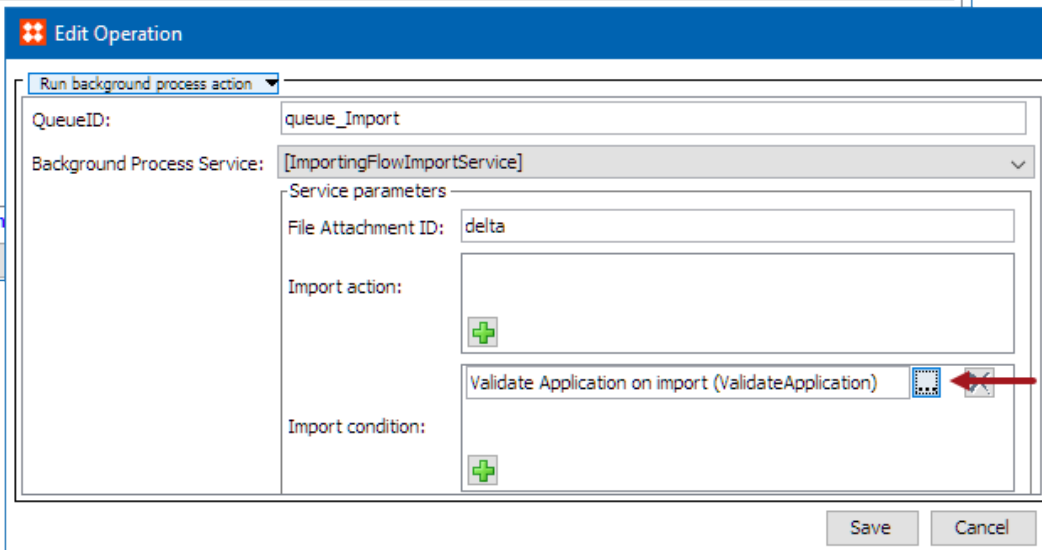 Edit Operation
Run background process action
QueueID:
queue_Import
Background Process Service:
[ImportingFlowImportService]
Service parameters
File Attachment ID:
delta
Import action:
Validate Application on import (ValidateApplication)
...
Import condition:
Save
Cancel